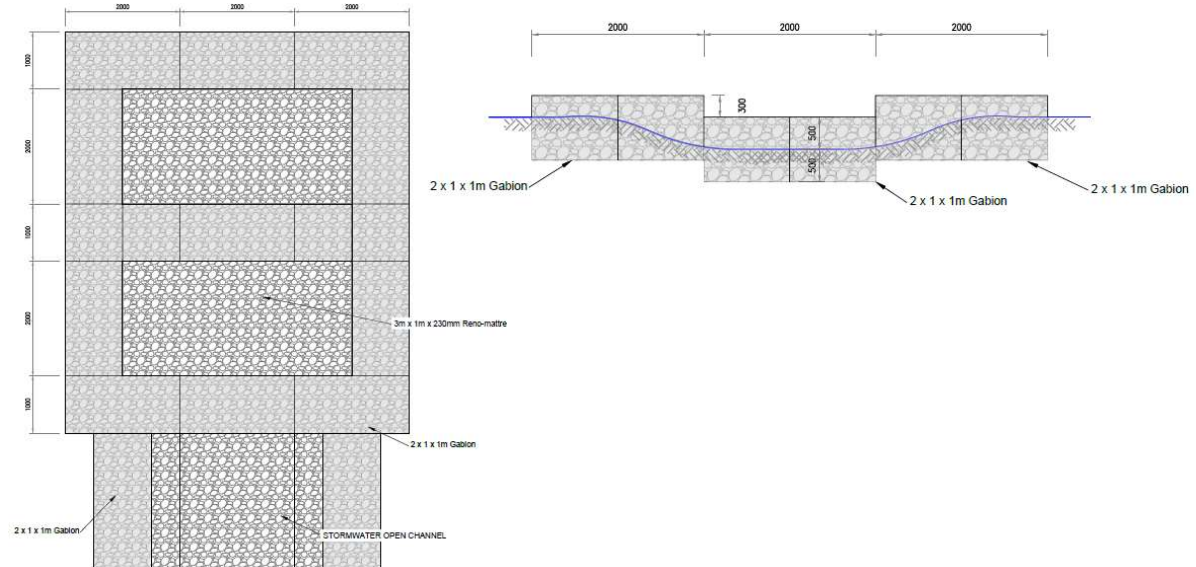 2000 2000 2000
1000
2000
1000
2000
1000
3m x 1m x 230mm Reno-mattre
2 x 1 x 1m Gabion
2 x 1 x 1m Gabion
STORMWATER OPEN CHANNEL
2000 2000 2000
300
500
500
2 x 1 x 1m Gabion
2 x 1 x 1m Gabion
2 x 1 x 1m Gabion